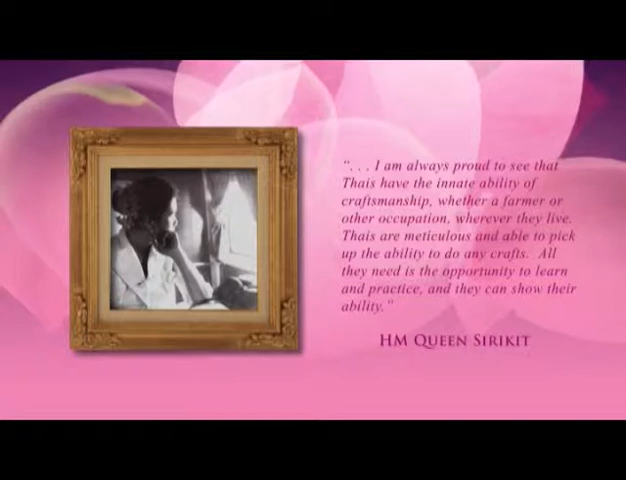 ". . . I am always proud to see that
Thais have the innate ability of
craftsmanship, whether a farmer or
other occupation, wherever they live.
Thais are meticulous and able to pick
up the ability to do any crafts. All
they need is the opportunity to learn
and practice, and they can show their
ability."
HM QUEEN SIRIKIT